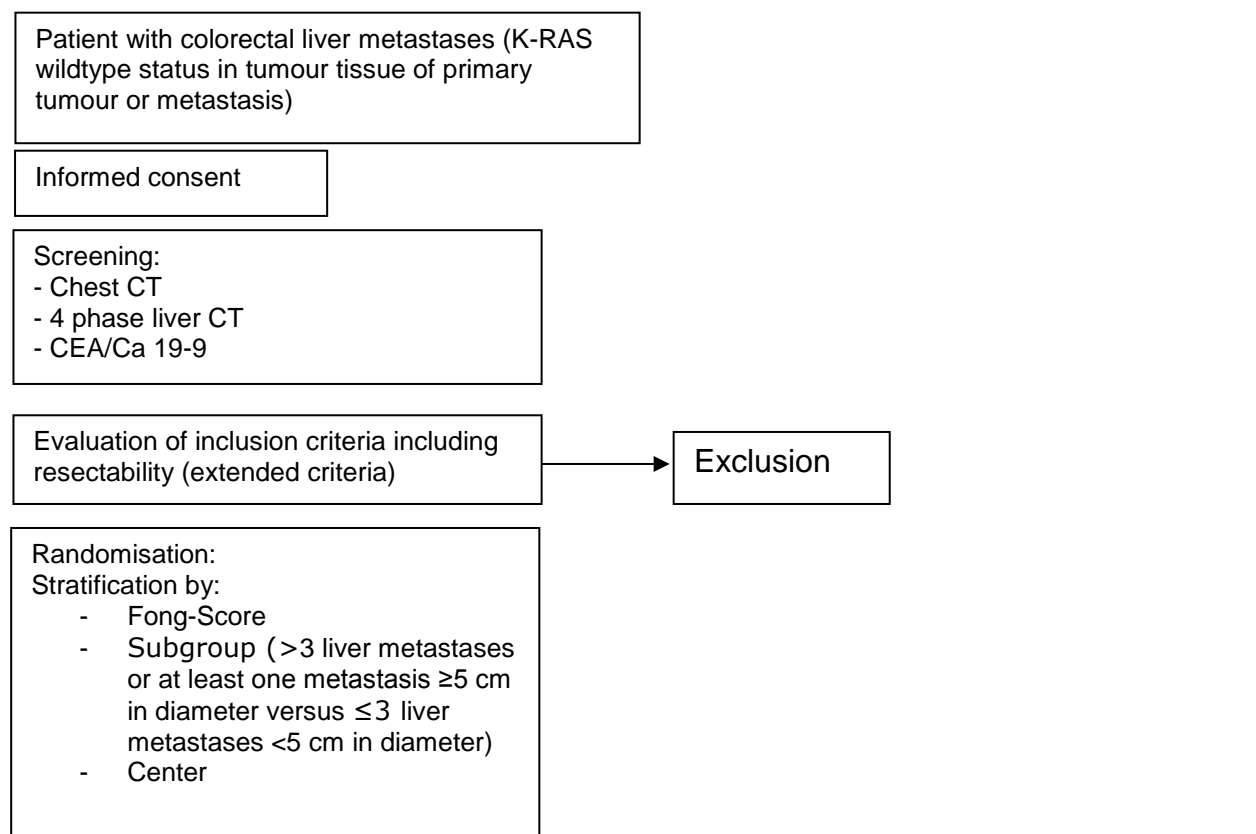 Patient with colorectal liver metastases (K-RAS
wildtype status in tumour tissue of primary
tumour or metastasis)
Informed consent
Screening:
- Chest CT
- 4 phase liver CT
- CEA/Ca 19-9
Evaluation of inclusion criteria including
resectability (extended criteria)
Exclusion
Randomisation:
Stratification by:
- Fong-Score
- Subgroup (>3 liver metastases
or at least one metastasis ≥5 cm
in diameter versus ≤3 liver
metastases <5 cm in diameter)
- Center